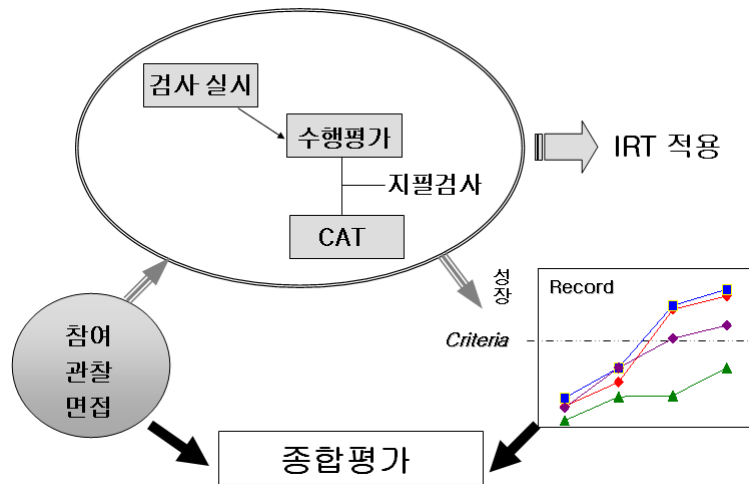 검사 실시
수행평가
지필검사
CAT
IRT 적용
성장
Record
Criteria
참여
관찰
면접
종합평가